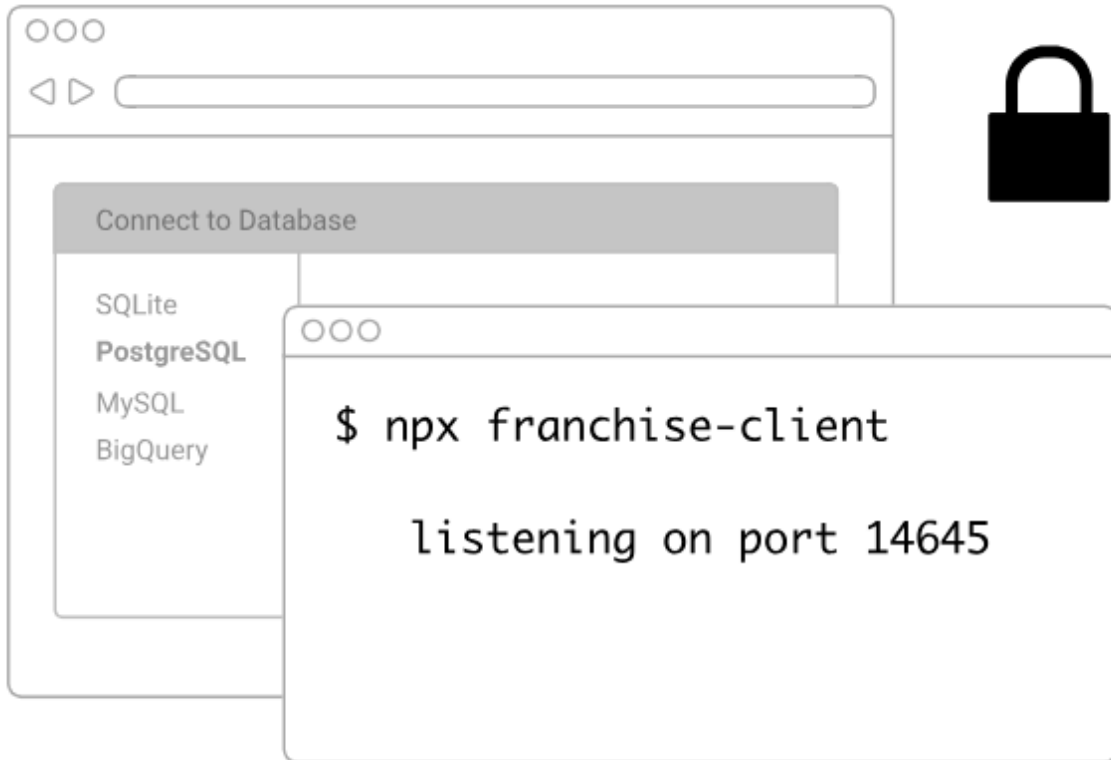 Connect to Database
SQLite
PostgreSQL
MySQL
BigQuery
$ npx franchise-client
listening on port 14645